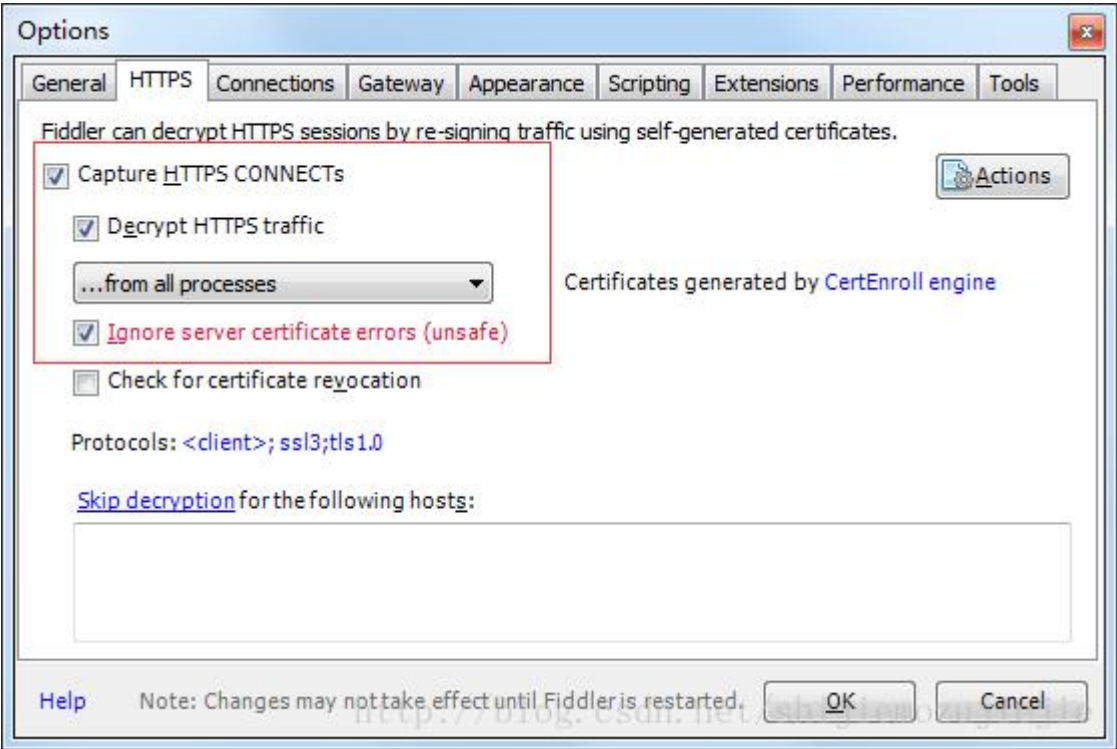 Options
General HTTPS Connections Gateway Appearance Scripting Extensions Performance Tools
Fiddler can decrypt HTTPS sessions by re-signing traffic using self-generated certificates.
Capture HTTPS CONNECTs
Actions
Decrypt HTTPS traffic
...from all processes
Certificates generated by CertEnroll engine
Ignore server certificate errors (unsafe)
Check for certificate revocation
Protocols: <client>; ssl3;tls1.0
Skip decryption for the following hosts:
Help Note: Changes may not take effect until Fiddler is restarted. OK Cancel